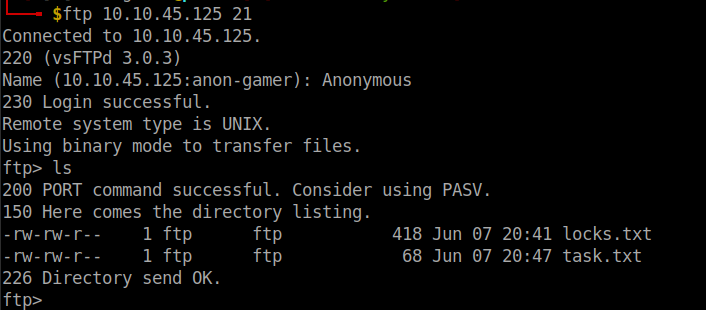 $ftp 10.10.45.125 21
Connected to 10.10.45.125.
220 (vsFTPd 3.0.3)
Name (10.10.45.125:anon-gamer): Anonymous
230 Login successful.
Remote system type is UNIX.
Using binary mode to transfer files.
ftp> ls
200 PORT command successful. Consider using PASV.
150 Here comes the directory listing.
-rw-rw-r--    1 ftp      ftp           418 Jun 07 20:41 locks.txt
-rw-rw-r--    1 ftp      ftp            68 Jun 07 20:47 task.txt
226 Directory send OK.
ftp>